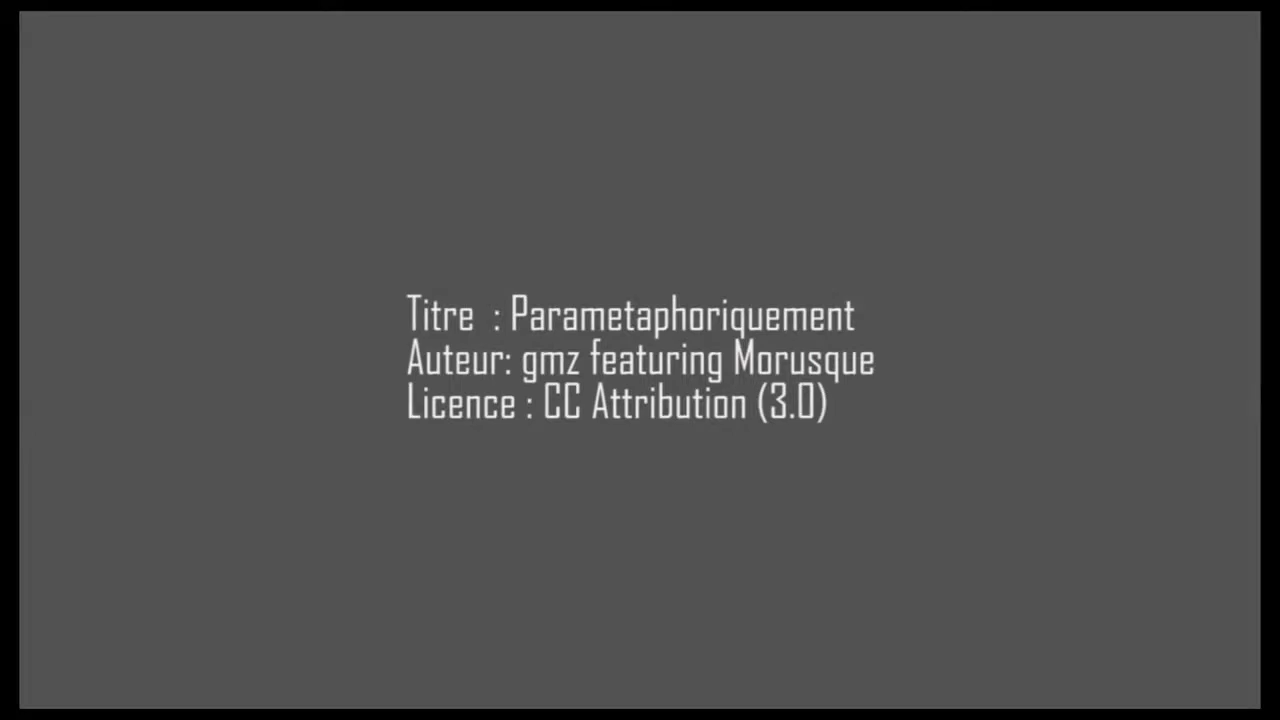 Titre  : Parametaphoriquement
Auteur: gmz featuring Morusque
Licence : CC Attribution (3.0)